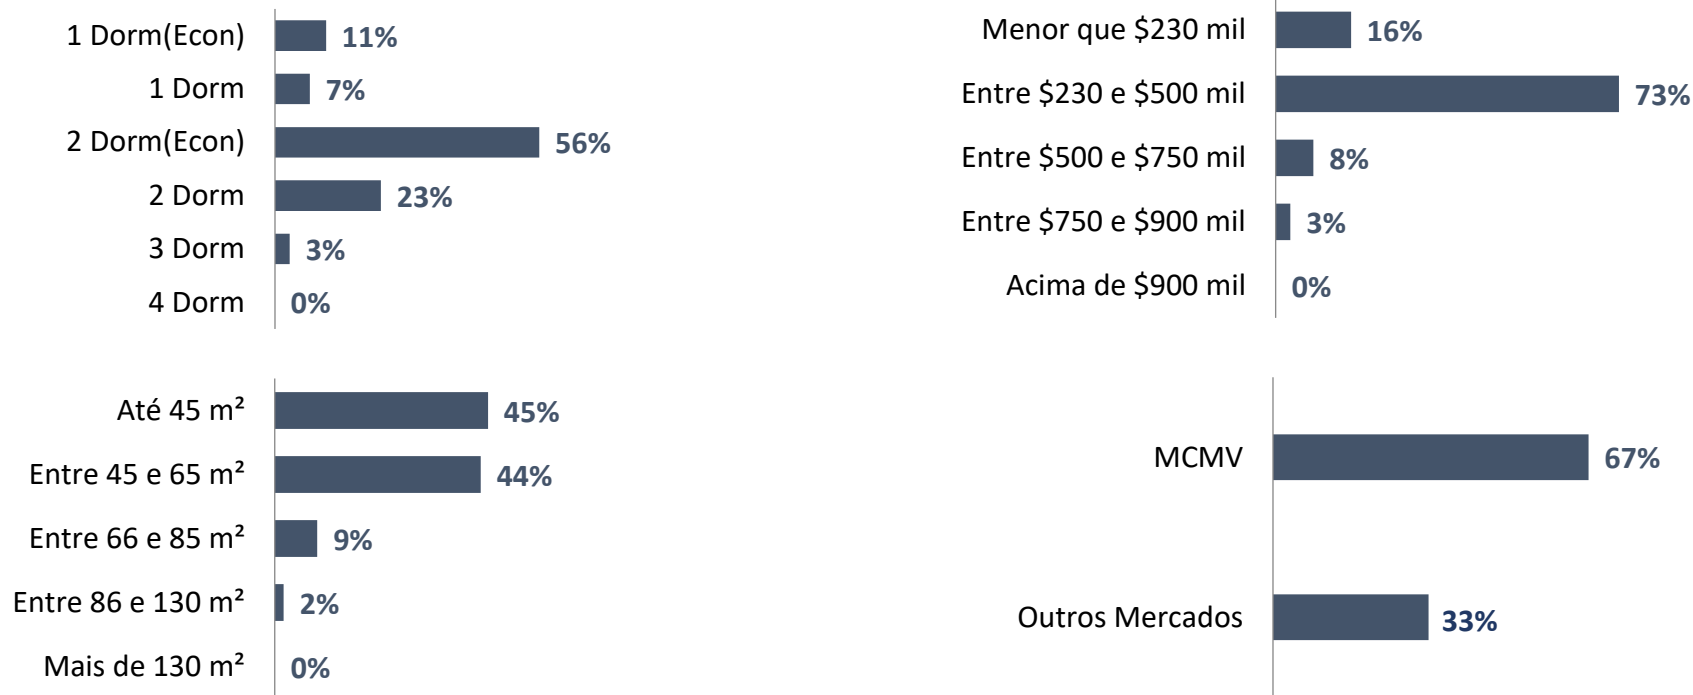 1 Dorm(Econ) 11%
1 Dorm 7%
2 Dorm(Econ) 56%
2 Dorm 23%
3 Dorm 3%
4 Dorm 0%
Menor que $230 mil 16%
Entre $230 e $500 mil 73%
Entre $500 e $750 mil 8%
Entre $750 e $900 mil 3%
Acima de $900 mil 0%
Até 45 m² 45%
Entre 45 e 65 m² 44%
Entre 66 e 85 m² 9%
Entre 86 e 130 m² 2%
Mais de 130 m² 0%
MCMV 67%
Outros Mercados 33%